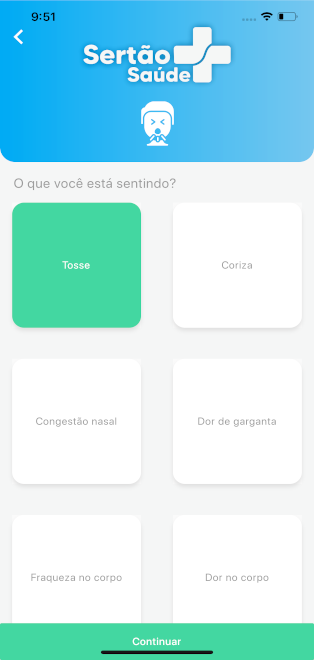 9:51
Sertão
Saúde
O que você está sentindo?
Tosse
Coriza
Congestão nasal
Dor de garganta
Fraqueza no corpo
Dor no corpo
Continuar